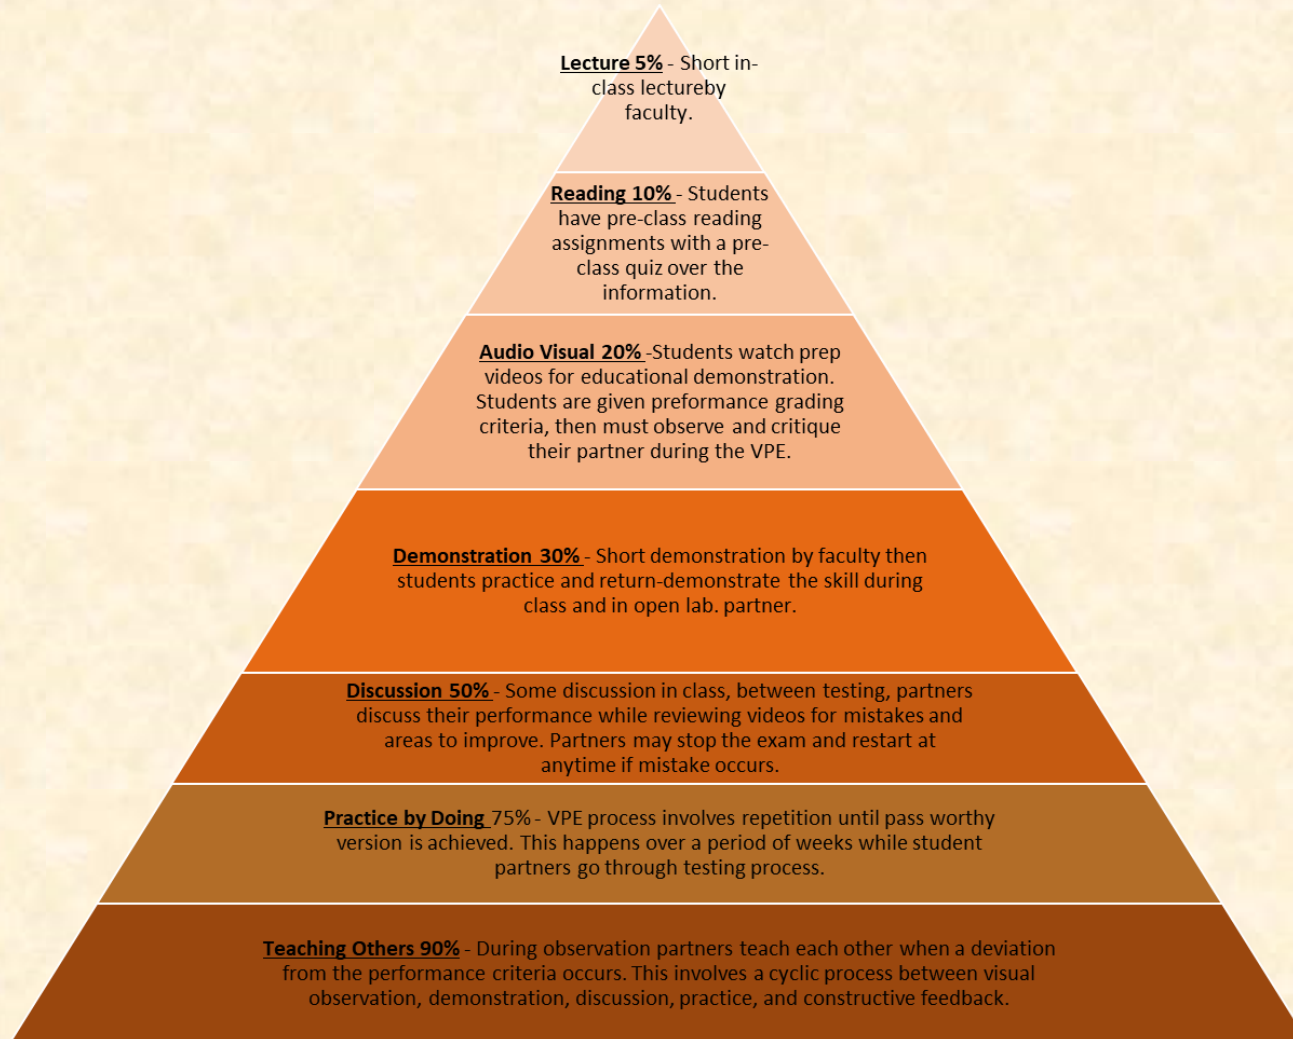 Lecture 5% - Short in-
class lectureby
faculty.
Reading 10% - Students
have pre-class reading
assignments with a pre-
class quiz over the
information.
Audio Visual 20% -Students watch prep
videos for educational demonstration.
Students are given preformance grading
criteria, then must observe and critique
their partner during the VPE.
Demonstration 30% - Short demonstration by faculty then
students practice and return-demonstrate the skill during
class and in open lab. partner.
Discussion 50% - Some discussion in class, between testing, partners
discuss their performance while reviewing videos for mistakes and
areas to improve. Partners may stop the exam and restart at
anytime if mistake occurs.
Practice by Doing 75% - VPE process involves repetition until pass worthy
version is achieved. This happens over a period of weeks while student
partners go through testing process.
Teaching Others 90% - During observation partners teach each other when a deviation
from the performance criteria occurs. This involves a cyclic process between visual
observation, demonstration, discussion, practice, and constructive feedback.